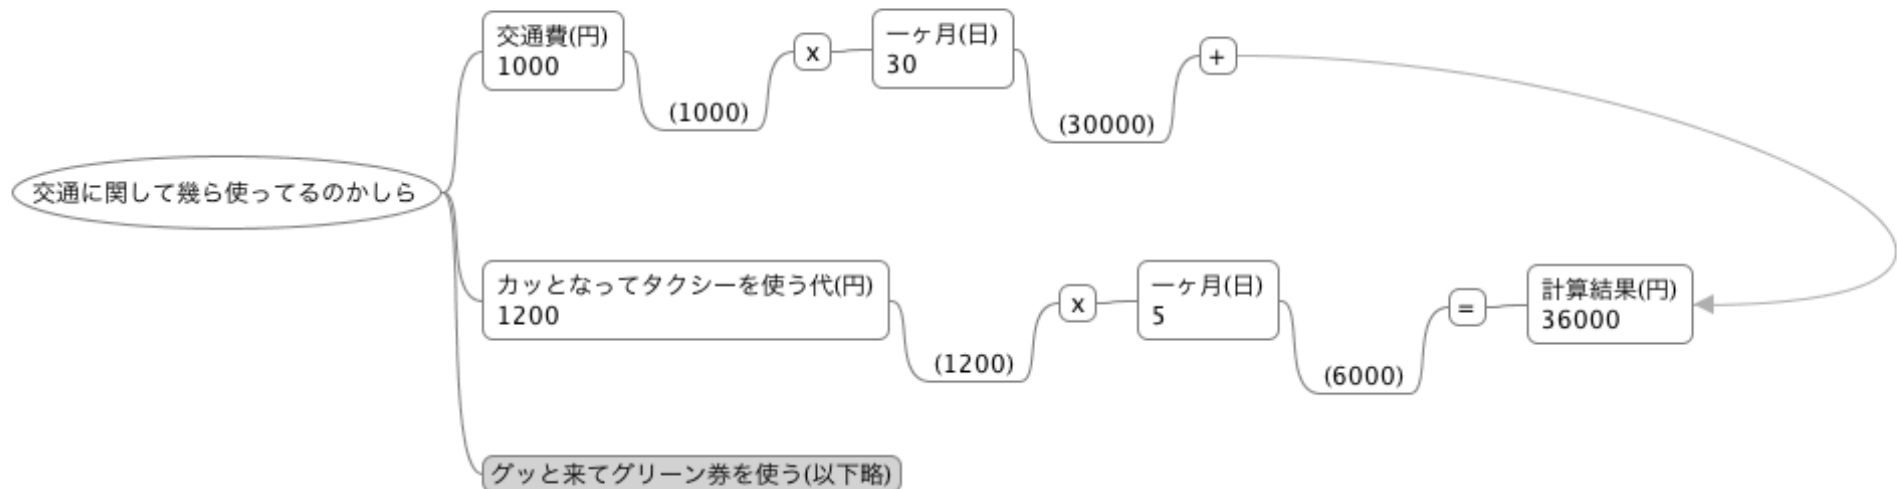 交通に関して幾ら使ってるのかしら
交通費(円)
1000
(1000)
x
一ヶ月(日)
30
(30000)
+
カッとなってタクシーを使う代(円)
1200
(1200)
x
一ヶ月(日)
5
(6000)
=
計算結果(円)
36000
グッと来てグリーン券を使う(以下略)